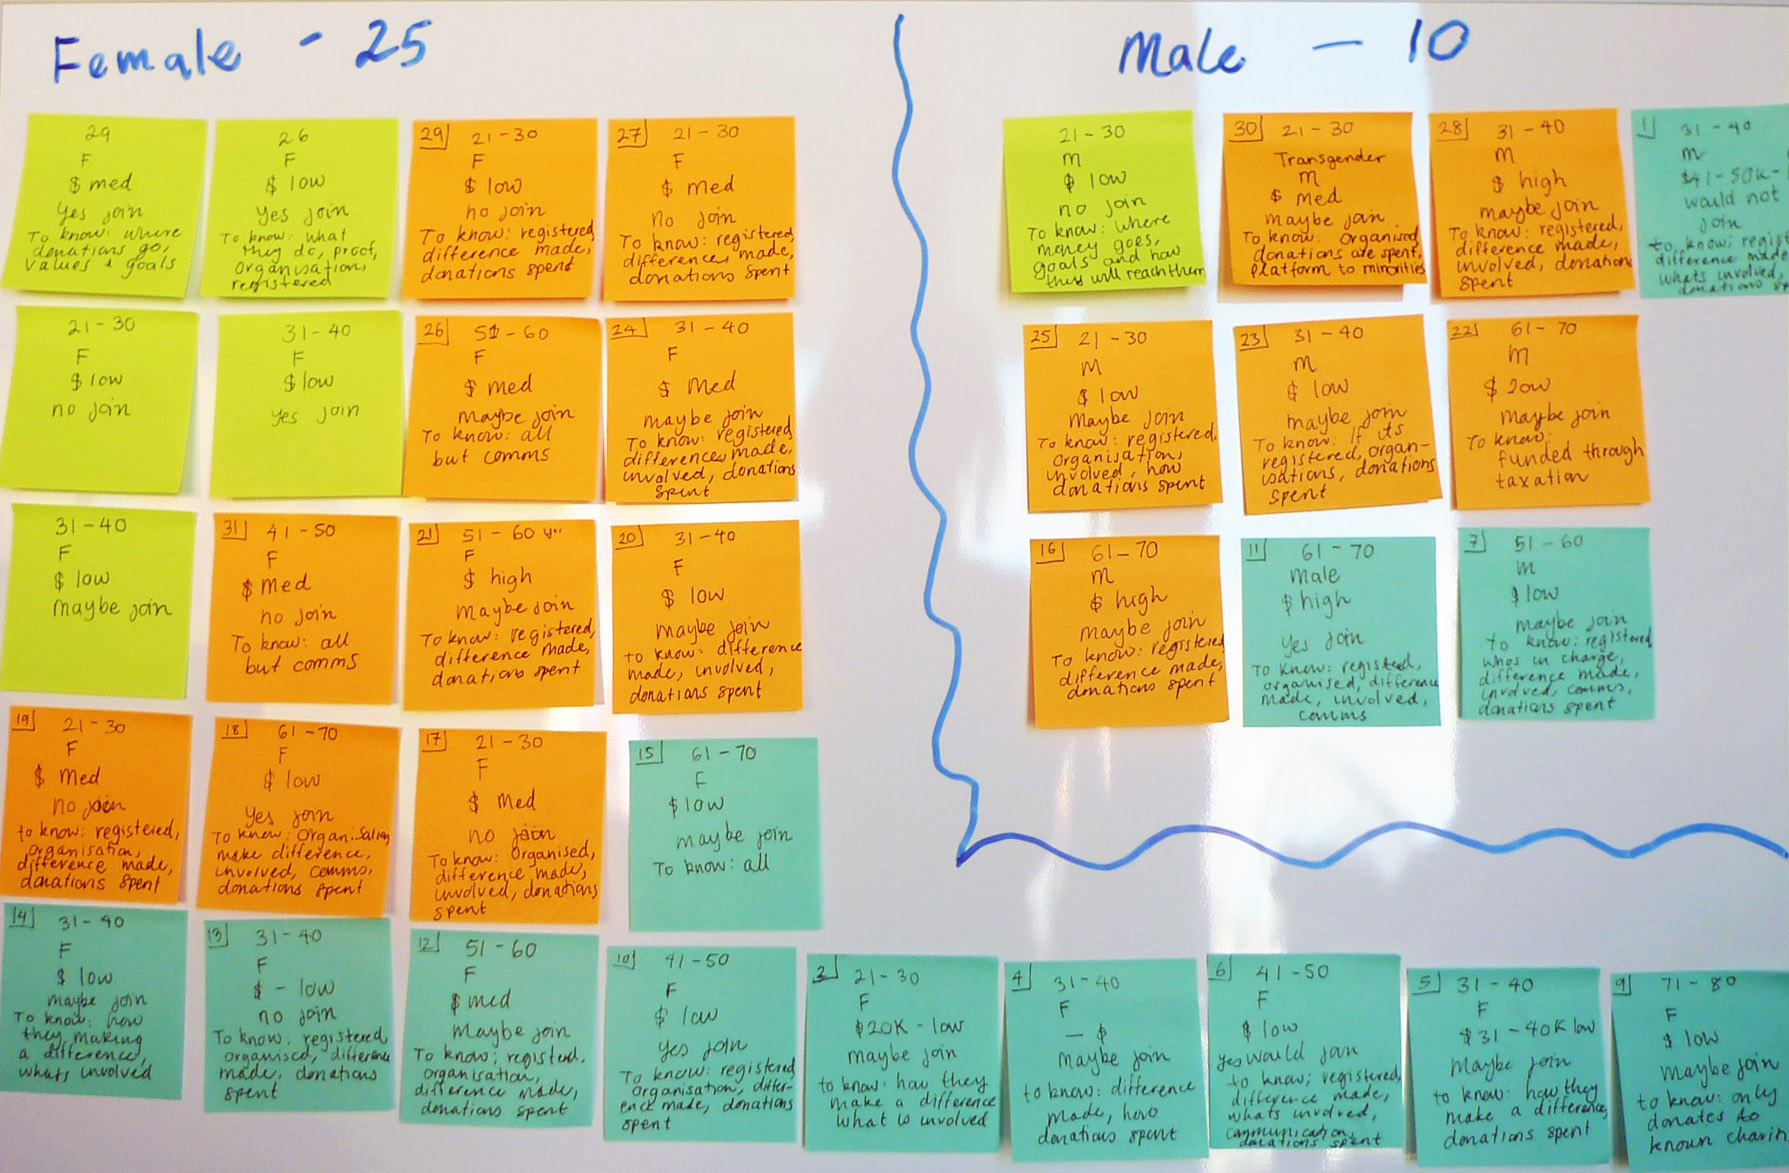 Female - 25
29
F
$ med
Yes join
To know: where
donations go,
values + goals
26
F
$ low
Yes join
To know: what
they do, proof,
organisation,
registered
29 21-30
F
$ low
no join
To know: registered,
difference made,
donations spent
27 21-30
F
$ med
no join
To know: registered,
differences made,
donations spent
21-30
F
$ low
no join
31-40
F
$ low
yes join
26 51-60
F
$ med
Maybe join
To know: all
but comms
24 31-40
F
$ Med
maybe join
To know: registered,
differences made,
involved, donations
spent
31-40
F
$ low
maybe join
31 41-50
F
$ med
no join
To know: all
but comms
21 51-60
F
$ high
maybe join
To know: registered,
difference made,
donations spent
20 31-40
F
$ low
maybe join
to know: difference
made, involved,
donations spent
19 21-30
F
$ med
no join
to know: registered,
organisation,
difference made,
donations spent
18 61-70
F
$ low
Yes join
To know: organisation,
make difference,
involved, comms,
donations spent
17 21-30
F
$ med
no join
To know: organised,
difference made,
involved, donations
spent
15 61-70
F
$ low
maybe join
To know: all
14 31-40
F
$ low
maybe join
To know: how
they making
a difference,
whats involved
13 31-40
F
$ - low
no join
To know: registered,
organised, difference
made, donations
spent
12 51-60
F
$ med
Maybe join
To know; registerd,
organisation,
difference made,
donations spent
10 41-50
F
$ low
yes join
To know: registered
organisation, differ-
ence made, donations
spent
2 21-30
F
$20K - low
maybe join
to know: how they
make a difference
what is involved
4 31-40
F
- $
maybe join
to know: difference
made, how
donations spent
6 41-50
F
$ low
yes would join
to know; registered,
difference made,
whats involved,
communication,
donations spent
5 31-40
F
$31-40K low
Maybe join
to know: how they
make a difference,
donations spent
9 71-80
F
$ low
maybe join
to know: only
donates to
known charit
Male - 10
21-30
M
$ low
no join
To know: where
money goes,
goals and how
they will reach them
30 21-30
Transgender
M
$ med
maybe join
To know: organised,
donations are spent,
platform to minorities
28 31-40
M
$ high
maybe join
To know: registered,
difference made,
involved, donations
spent
1 31-40
M
$41-50K-
would not
join
to know; regist
difference made
whats involved,
donations sp
25 21-30
M
$ low
Maybe join
To know: registered,
organisation,
involved, how
donations spent
23 31-40
M
$ low
maybe join
To know: If its
registered, organ-
isations, donations
spent
22 61-70
M
$ low
maybe join
To know:
funded through
taxation
16 61-70
M
$ high
maybe join
To know: registered
difference made,
donations spent
11 61-70
Male
$ high
yes join
To know: registerd,
organised, difference
made, involved,
comms
7 51-60
M
$ low
maybe join
to know: registered,
whos in charge,
difference made,
involved, comms,
donations spent